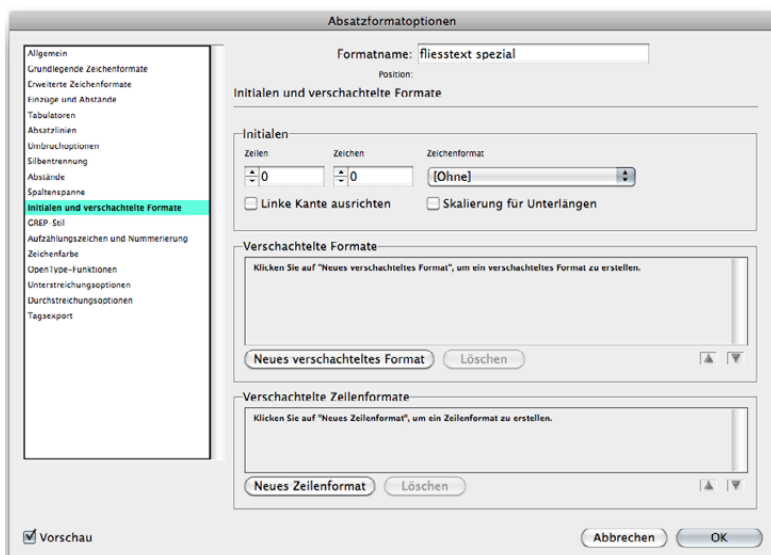 Absatzformatoptionen
Allgemein
Grundlegende Zeichenformate
Erweiterte Zeichenformate
Einzüge und Abstände
Tabulatoren
Absatzlinien
Umbruchoptionen
Silbentrennung
Abstände
Spaltenspanne
Initialen und verschachtelte Formate
GREP-Stil
Aufzählungszeichen und Nummerierung
Zeichenfarbe
OpenType-Funktionen
Unterstreichungsoptionen
Durchstreichungsoptionen
Tagsexport
Formatname: fliesstext spezial
Position:
Initialen und verschachtelte Formate
Initialen
Zeilen Zeichen Zeichenformat
0 0 [Ohne]
Linke Kante ausrichten Skalierung für Unterlängen
Verschachtelte Formate
Klicken Sie auf "Neues verschachteltes Format", um ein verschachteltes Format zu erstellen.
Neues verschachteltes Format Löschen
Verschachtelte Zeilenformate
Klicken Sie auf "Neues Zeilenformat", um ein Zeilenformat zu erstellen.
Neues Zeilenformat Löschen
Vorschau Abbrechen OK